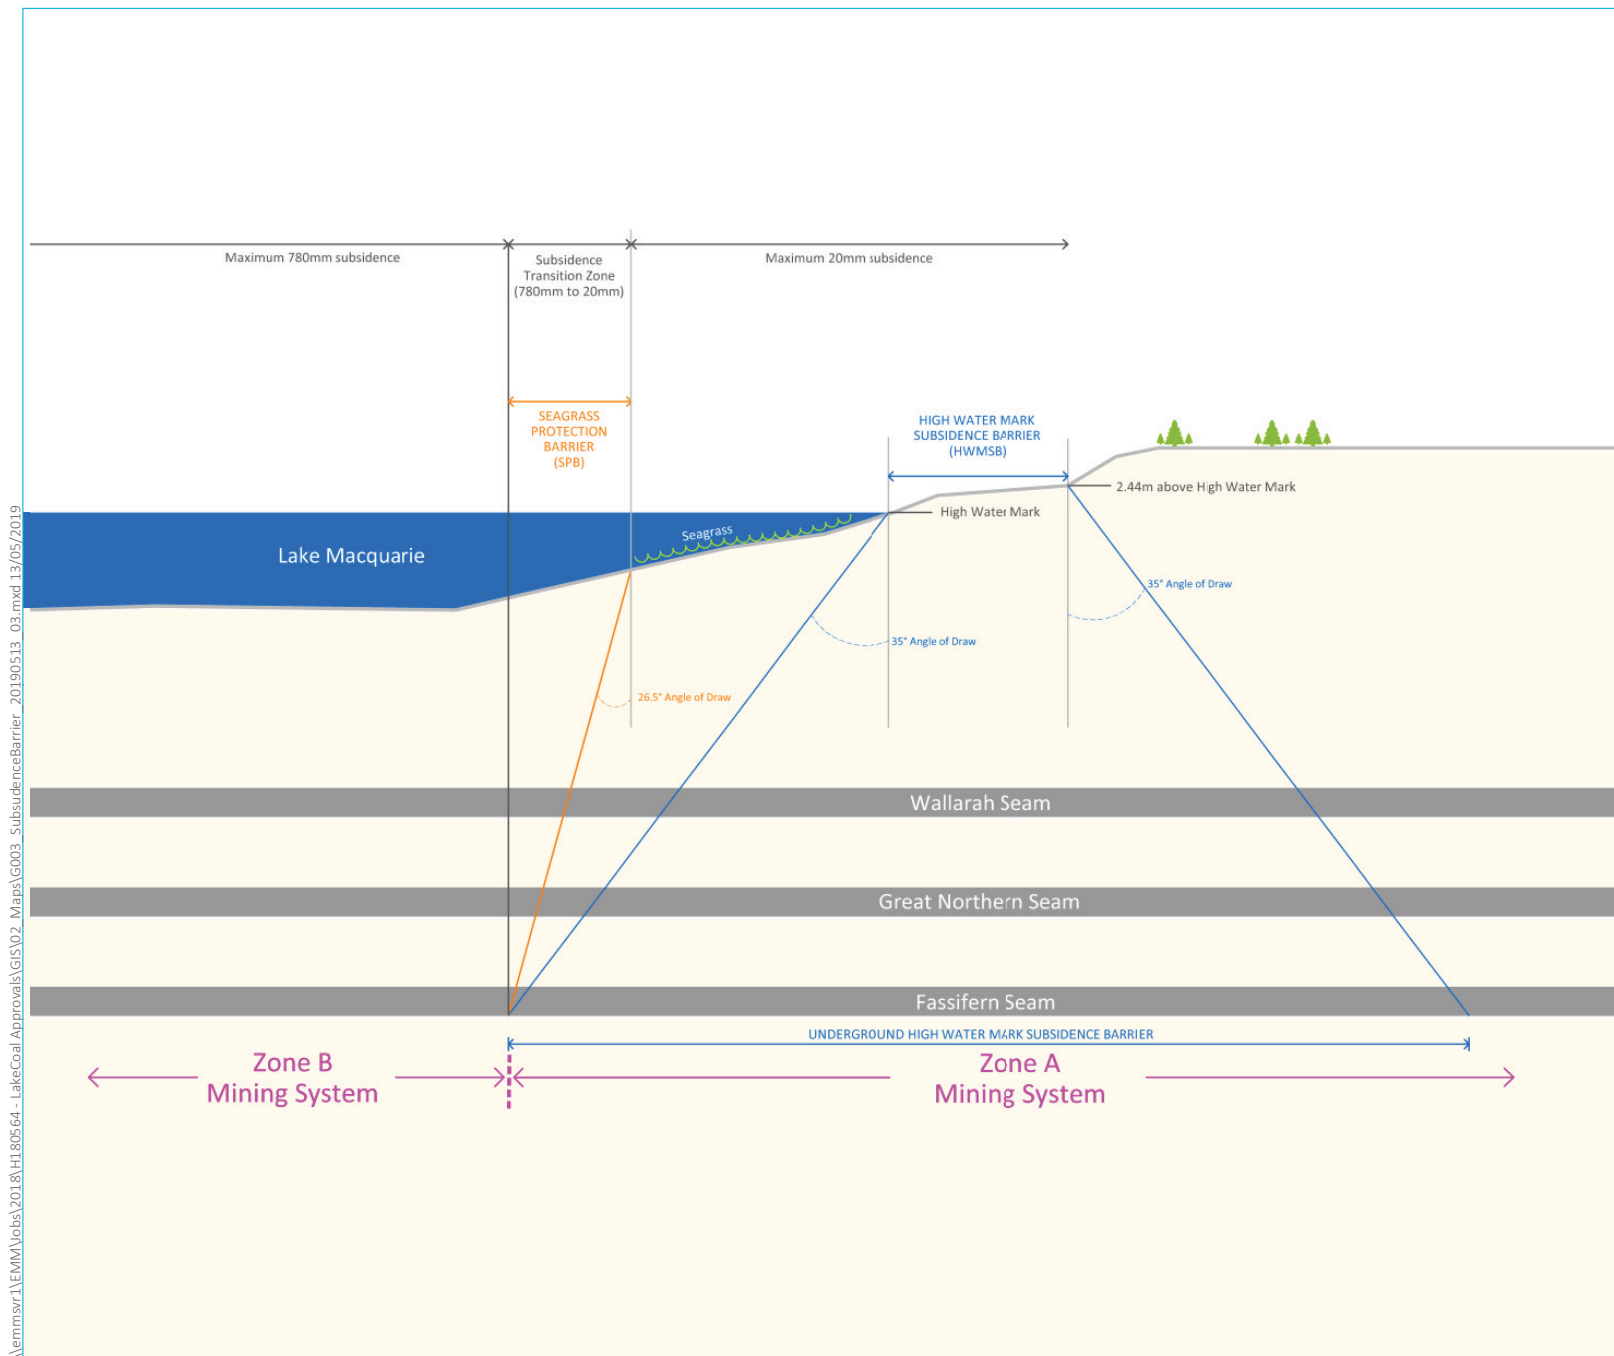 Maximum 780mm subsidence
Subsidence
Transition Zone
(780mm to 20mm)
Maximum 20mm subsidence
SEAGRASS
PROTECTION
BARRIER
(SPB)
HIGH WATER MARK
SUBSIDENCE BARRIER
(HWMSB)
2.44m above High Water Mark
High Water Mark
Seagrass
Lake Macquarie
35° Angle of Draw
35° Angle of Draw
26.5° Angle of Draw
Wallarah Seam
Great Northern Seam
Fassifern Seam
UNDERGROUND HIGH WATER MARK SUBSIDENCE BARRIER
Zone B
Mining System
Zone A
Mining System
\emmsvr1\EMM\Jobs\2018\H180564 - LakeCoal Approvals\GIS\02_Maps\G003_SubsudenceBarrier_20190513_03.mxd 13/05/2019